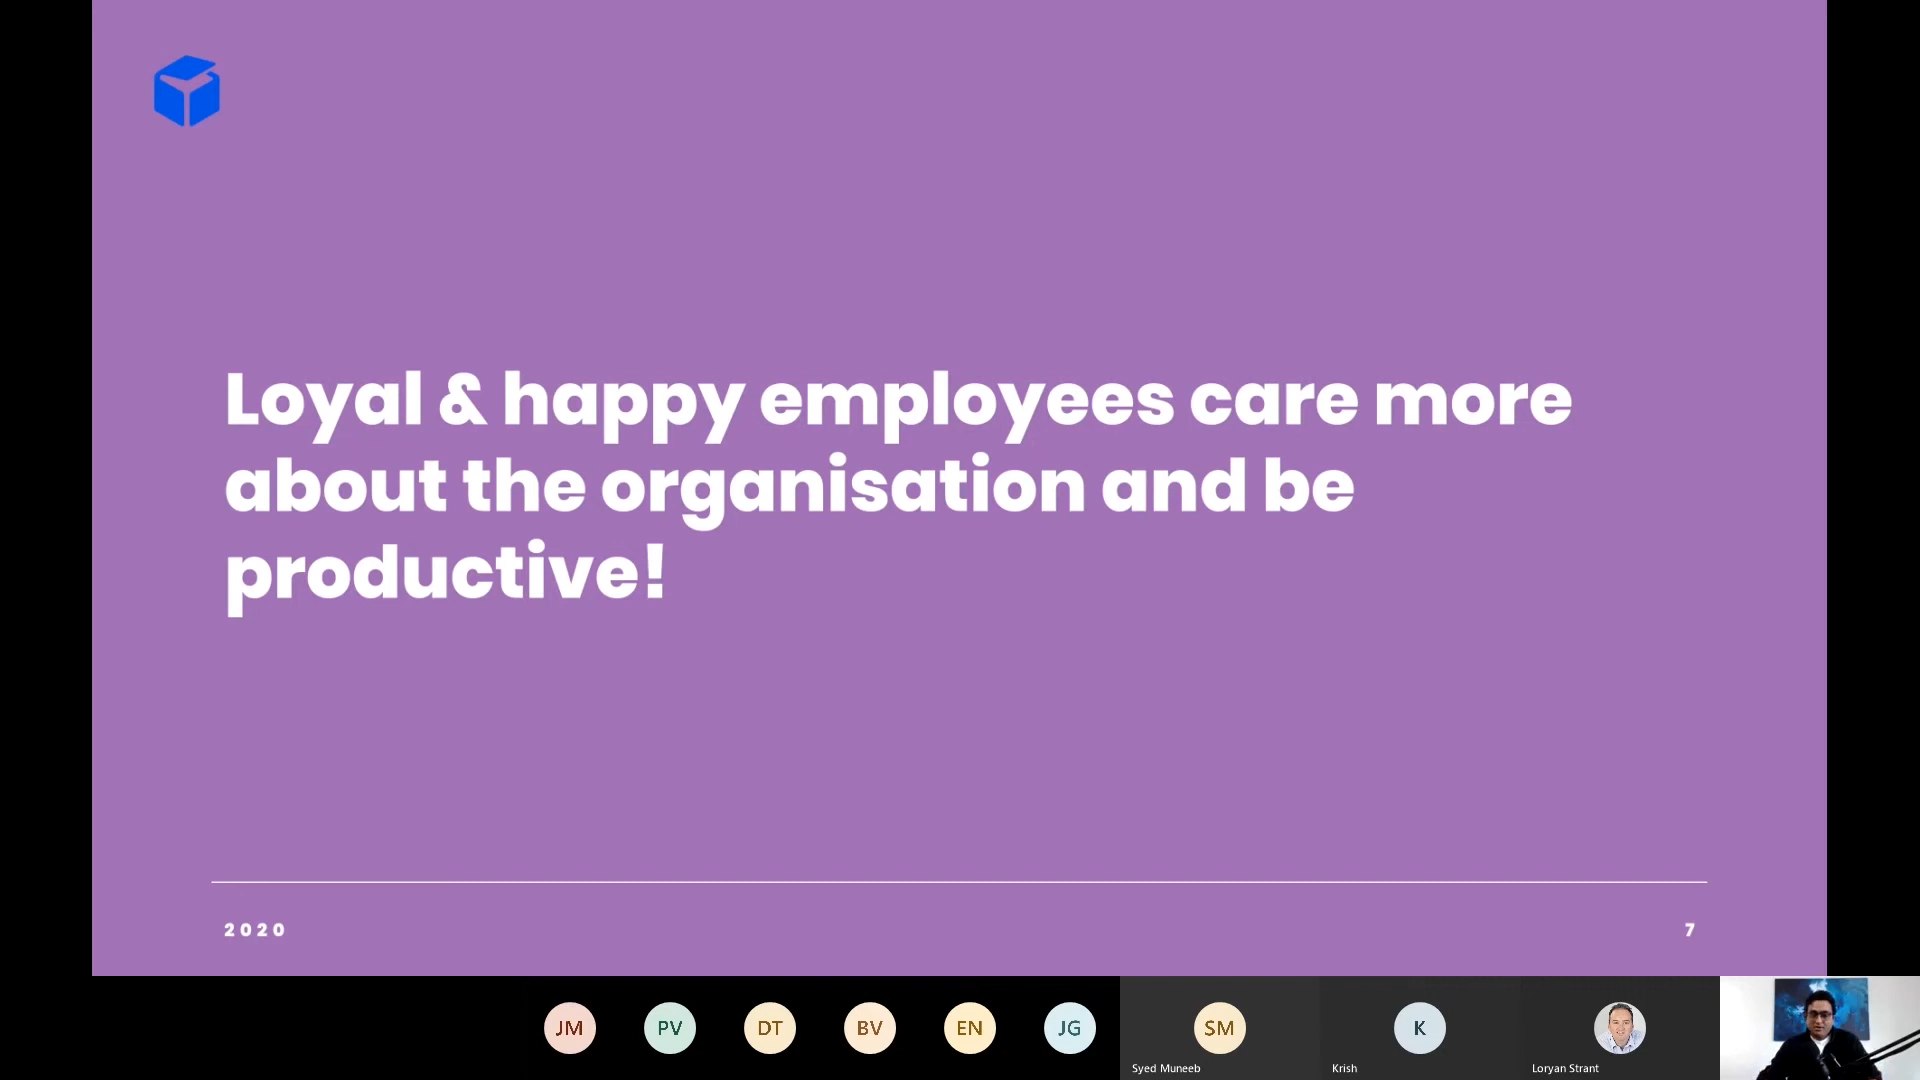 Loyal & happy employees care more
about the organisation and be
productive!
2020
7
JM
PV
DT
BV
EN
JG
SM
K
Syed Muneeb
Krish
Loryan Strant